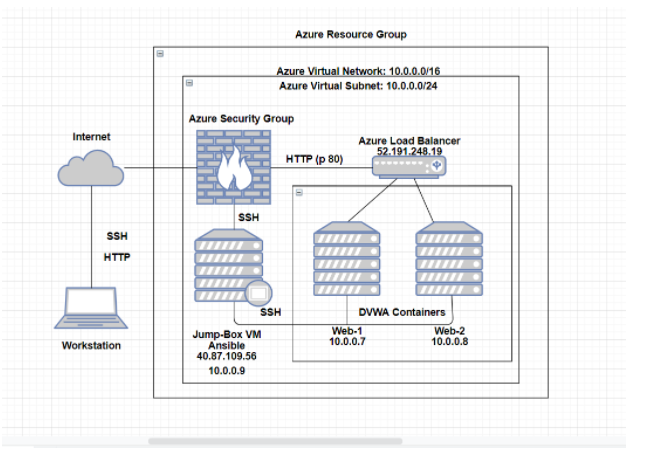 Azure Resource Group
Azure Virtual Network: 10.0.0.0/16
Azure Virtual Subnet: 10.0.0.0/24
Azure Security Group
Internet
Azure Load Balancer
52.191.248.19
HTTP (p 80)
SSH
SSH
HTTP
SSH
DVWA Containers
Workstation
Jump-Box VM
Ansible
40.87.109.56
10.0.0.9
Web-1
10.0.0.7
Web-2
10.0.0.8